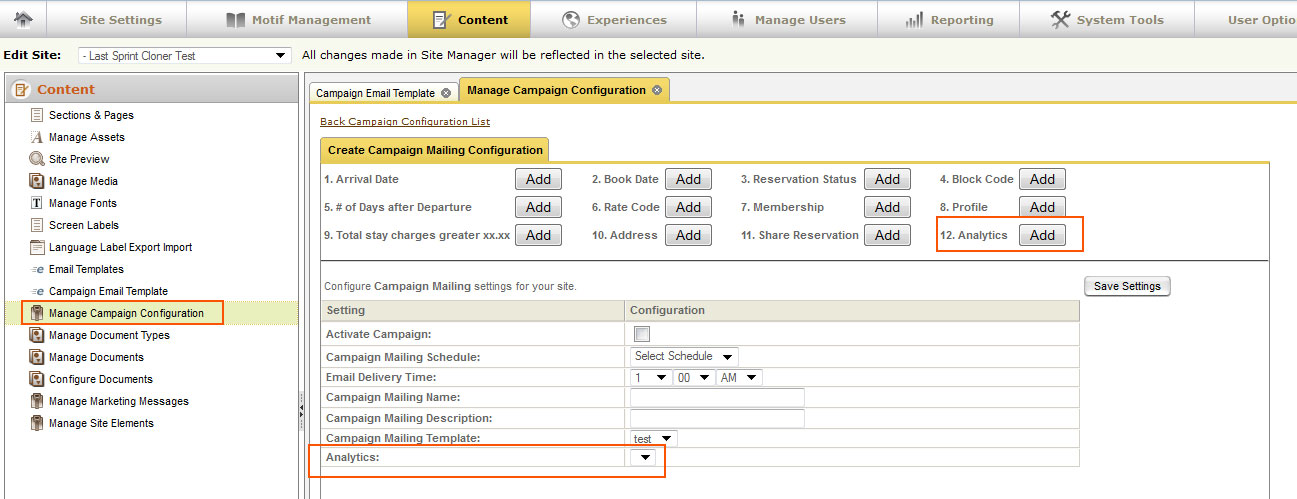 Site Settings Motif Management Content Experiences Manage Users Reporting System Tools User Optio
Edit Site: - Last Sprint Cloner Test All changes made in Site Manager will be reflected in the selected site.
Content
Sections & Pages
Manage Assets
Site Preview
Manage Media
Manage Fonts
Screen Labels
Language Label Export Import
Email Templates
Campaign Email Template
Manage Campaign Configuration
Manage Document Types
Manage Documents
Configure Documents
Manage Marketing Messages
Manage Site Elements
Campaign Email Template Manage Campaign Configuration
Back Campaign Configuration List
Create Campaign Mailing Configuration
1. Arrival Date Add 2. Book Date Add 3. Reservation Status Add 4. Block Code Add
5. # of Days after Departure Add 6. Rate Code Add 7. Membership Add 8. Profile Add
9. Total stay charges greater xx.xx Add 10. Address Add 11. Share Reservation Add 12. Analytics Add
Configure Campaign Mailing settings for your site. Save Settings
Setting Configuration
Activate Campaign:
Campaign Mailing Schedule: Select Schedule
Email Delivery Time: 1 00 AM
Campaign Mailing Name:
Campaign Mailing Description:
Campaign Mailing Template: test
Analytics: